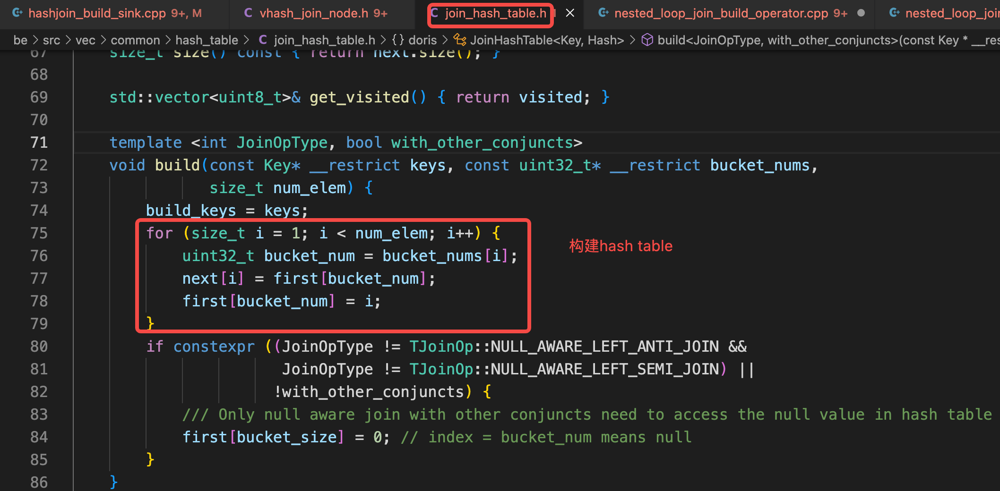 hashjoin_build_sink.cpp 9+, M
vhash_join_node.h 9+
join_hash_table.h
nested_loop_join_build_operator.cpp 9+
be > src > vec > common > hash_table > C join_hash_table.h > {} doris > JoinHashTable<Key, Hash> > build<JoinOpType, with_other_conjuncts>(const Key *
67 size_t size() const { return next.size(); }
68
69 std::vector<uint8_t>& get_visited() { return visited; }
70
71 template <int JoinOpType, bool with_other_conjuncts>
72 void build(const Key* __restrict keys, const uint32_t* __restrict bucket_nums,
73 size_t num_elem) {
74 build_keys = keys;
75 for (size_t i = 1; i < num_elem; i++) {
构建hash table
76 uint32_t bucket_num = bucket_nums[i];
77 next[i] = first[bucket_num];
78 first[bucket_num] = i;
79 }
80 if constexpr ((JoinOpType != TJoinOp::NULL_AWARE_LEFT_ANTI_JOIN &&
81 JoinOpType != TJoinOp::NULL_AWARE_LEFT_SEMI_JOIN) ||
82 !with_other_conjuncts) {
83 /// Only null aware join with other conjuncts need to access the null value in hash table
84 first[bucket_size] = 0; // index = bucket_num means null
85 }
86 }